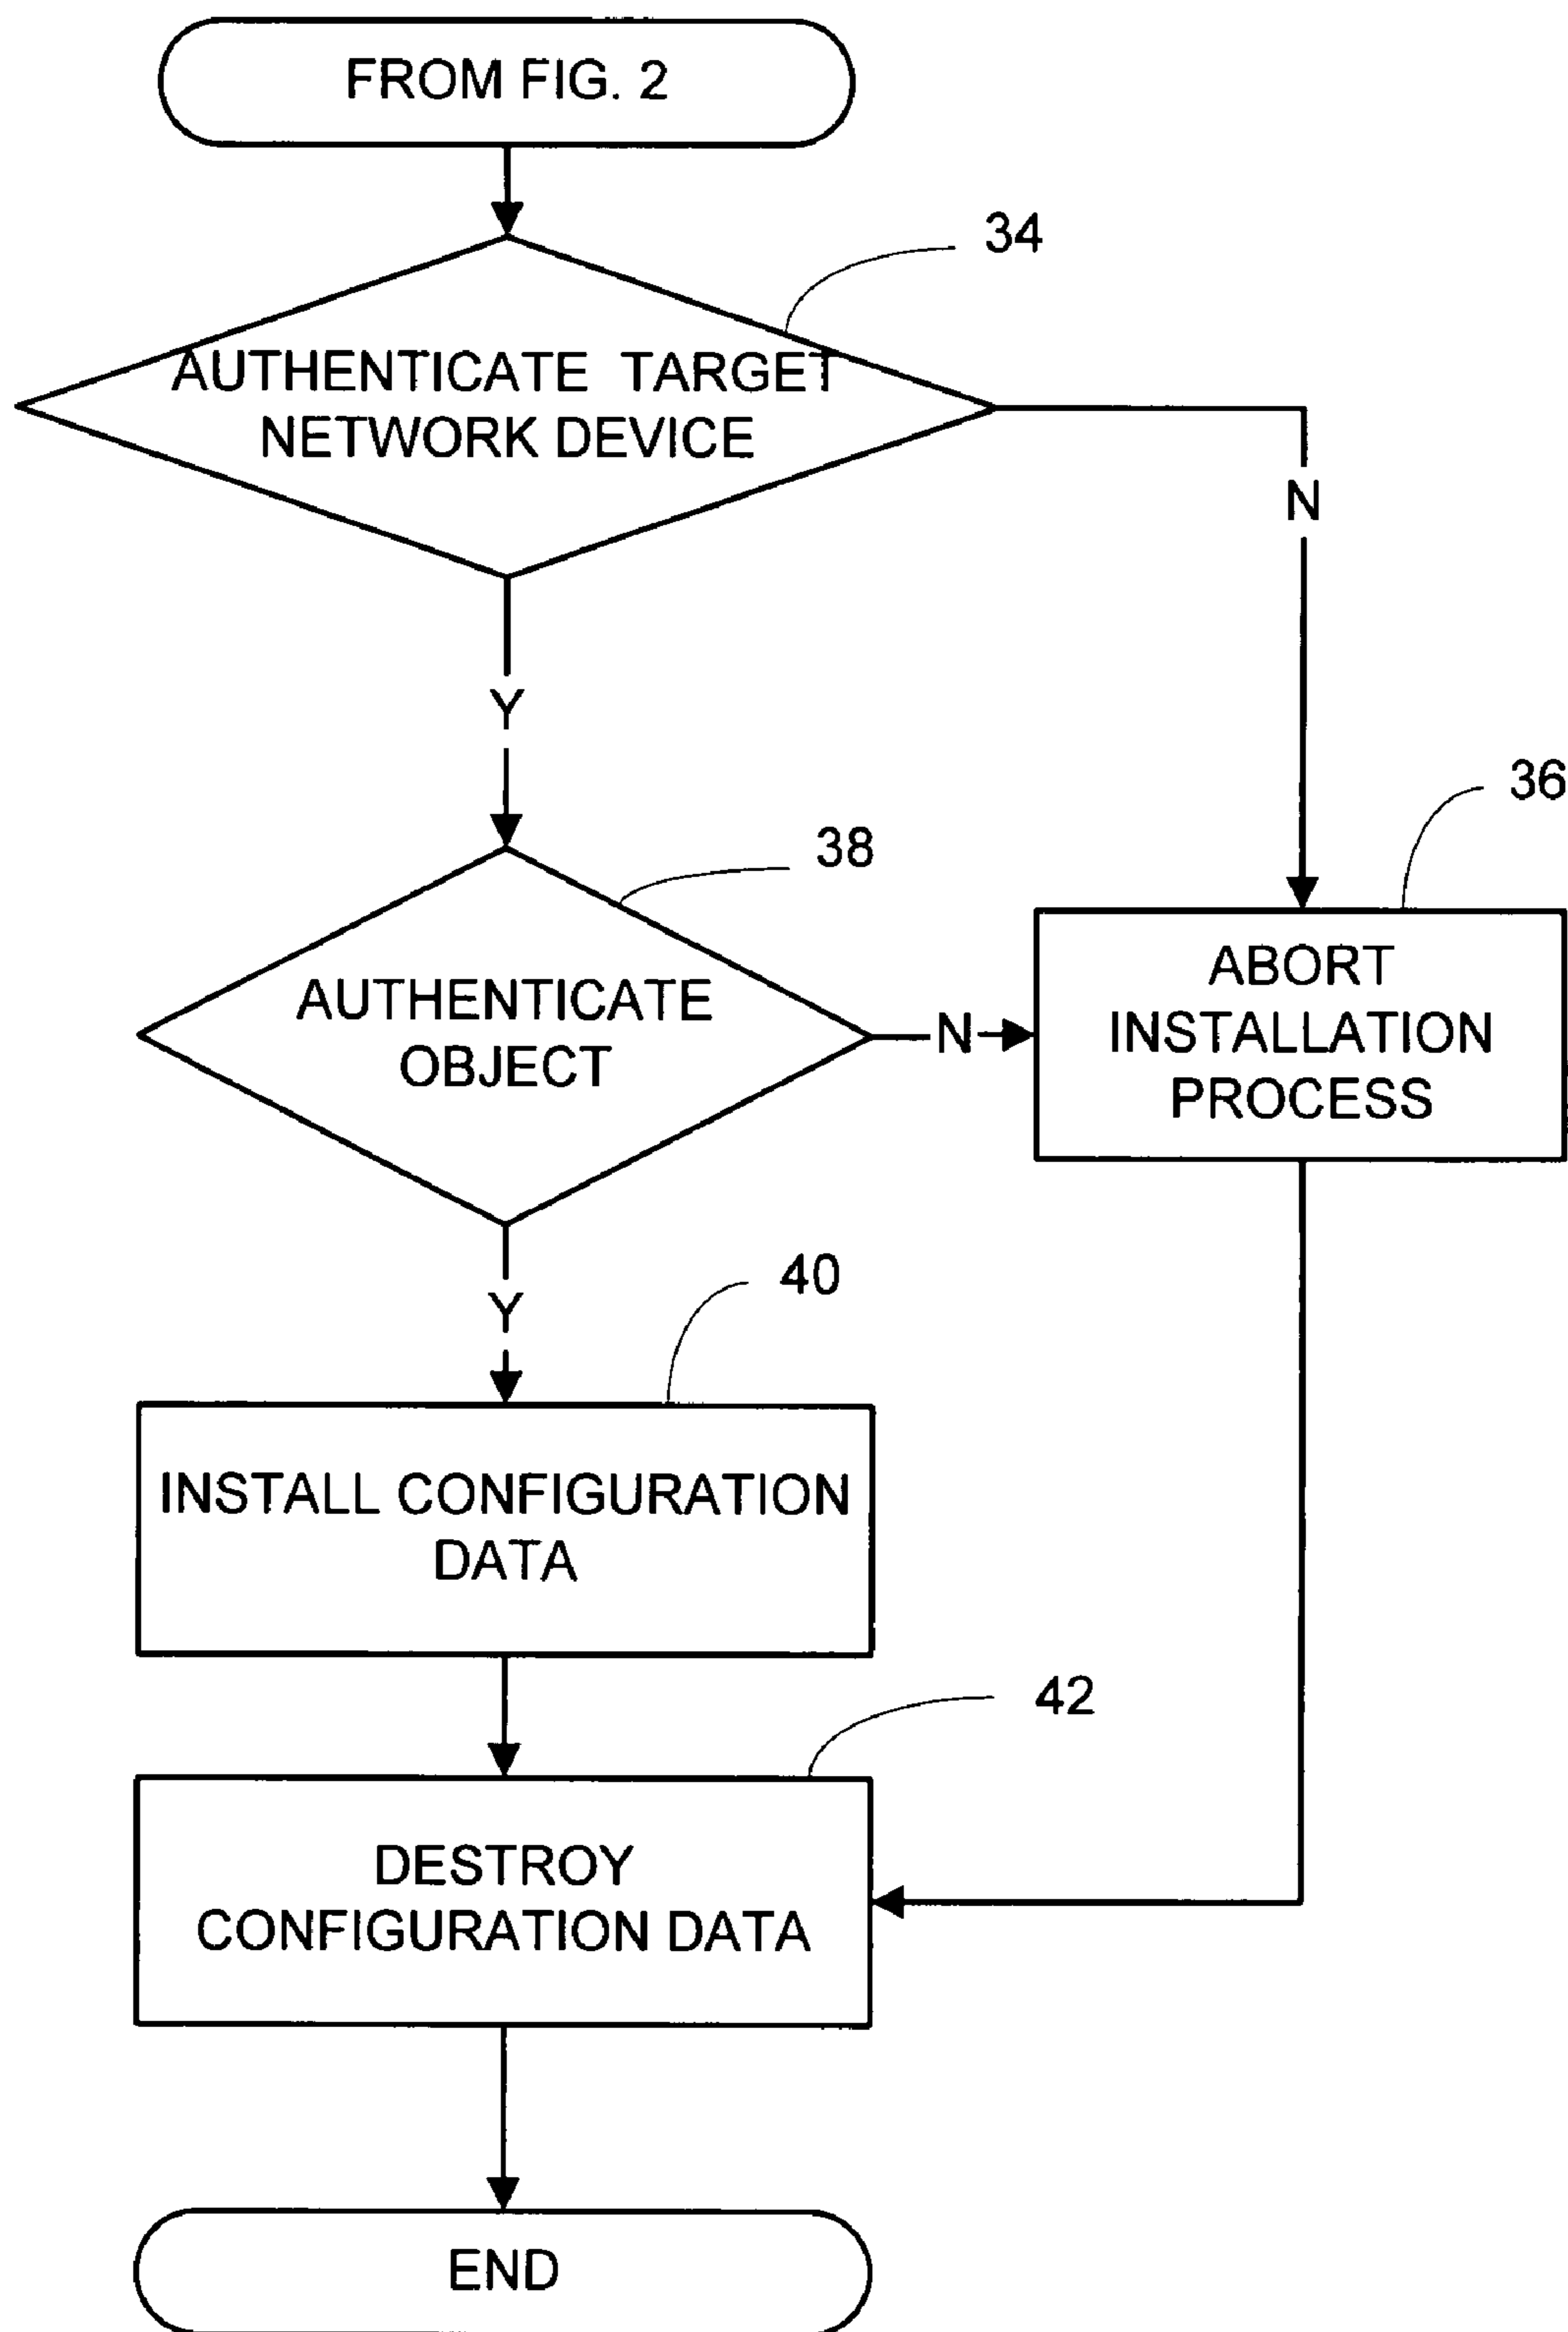 FROM FIG. 2
34
AUTHENTICATE TARGET
NETWORK DEVICE
N
Y
36
38
ABORT
INSTALLATION
PROCESS
AUTHENTICATE
OBJECT
N
40
Y
INSTALL CONFIGURATION
DATA
42
DESTROY
CONFIGURATION DATA
END